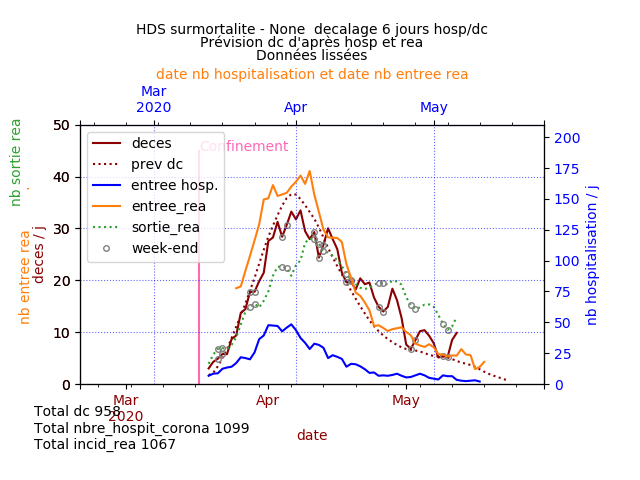 HDS surmortalite - None  decalage 6 jours hosp/dc
Prévision dc d'après hosp et rea
Données lissées
date nb hospitalisation et date nb entree rea
Mar
2020
Apr
May
50
40
30
20
10
0
200
175
150
125
100
75
50
25
0
nb sortie rea
.
nb entree rea
deces / j
nb hospitalisation / j
Confinement
deces
prev dc
entree hosp.
entree_rea
sortie_rea
week-end
Mar
2020
Apr
May
date
Total dc 958
Total nbre_hospit_corona 1099
Total incid_rea 1067